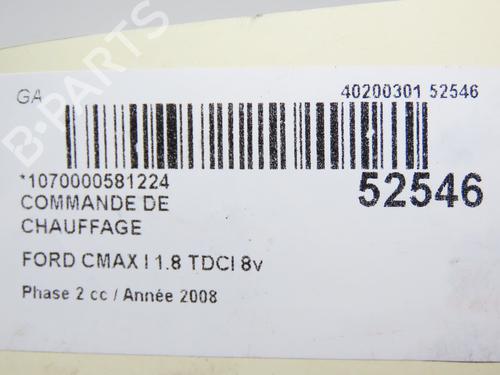 GA
40200301 52546
*1070000581224
52546
COMMANDE DE
CHAUFFAGE
FORD CMAX I 1.8 TDCI 8v
Phase 2 cc / Année 2008
B-PARTS